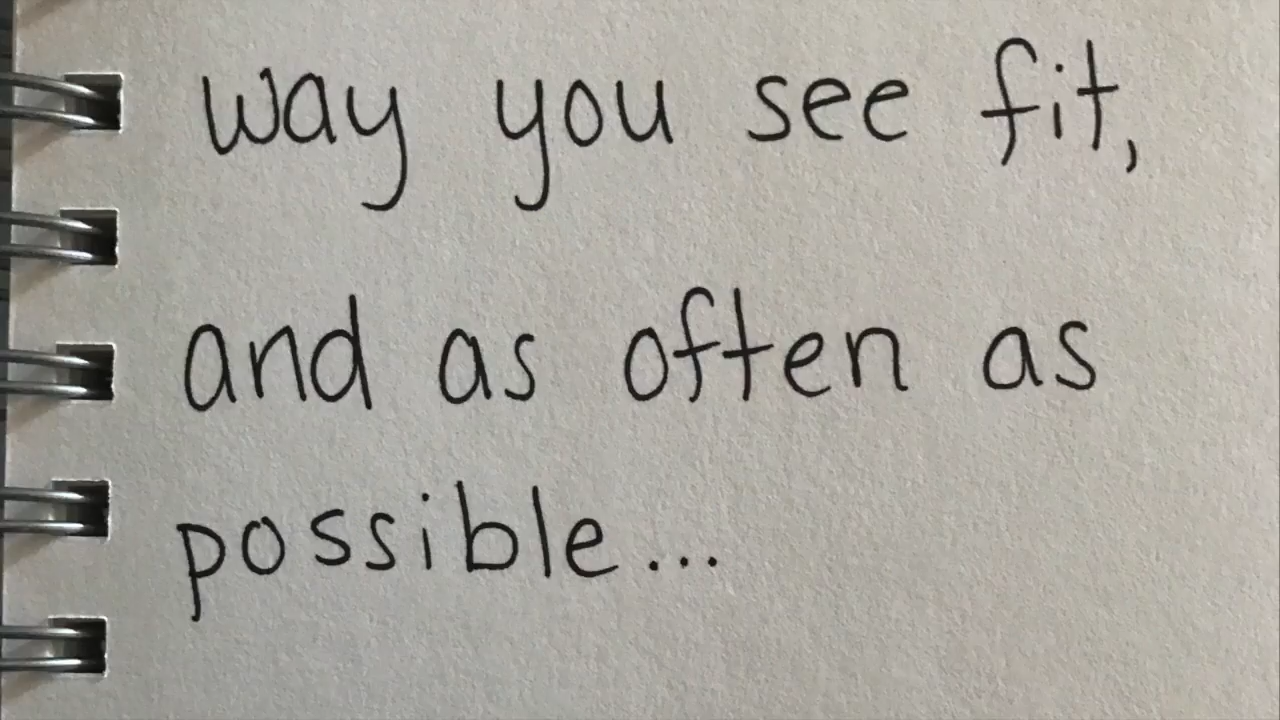 way you see fit,
and as often as
possible...